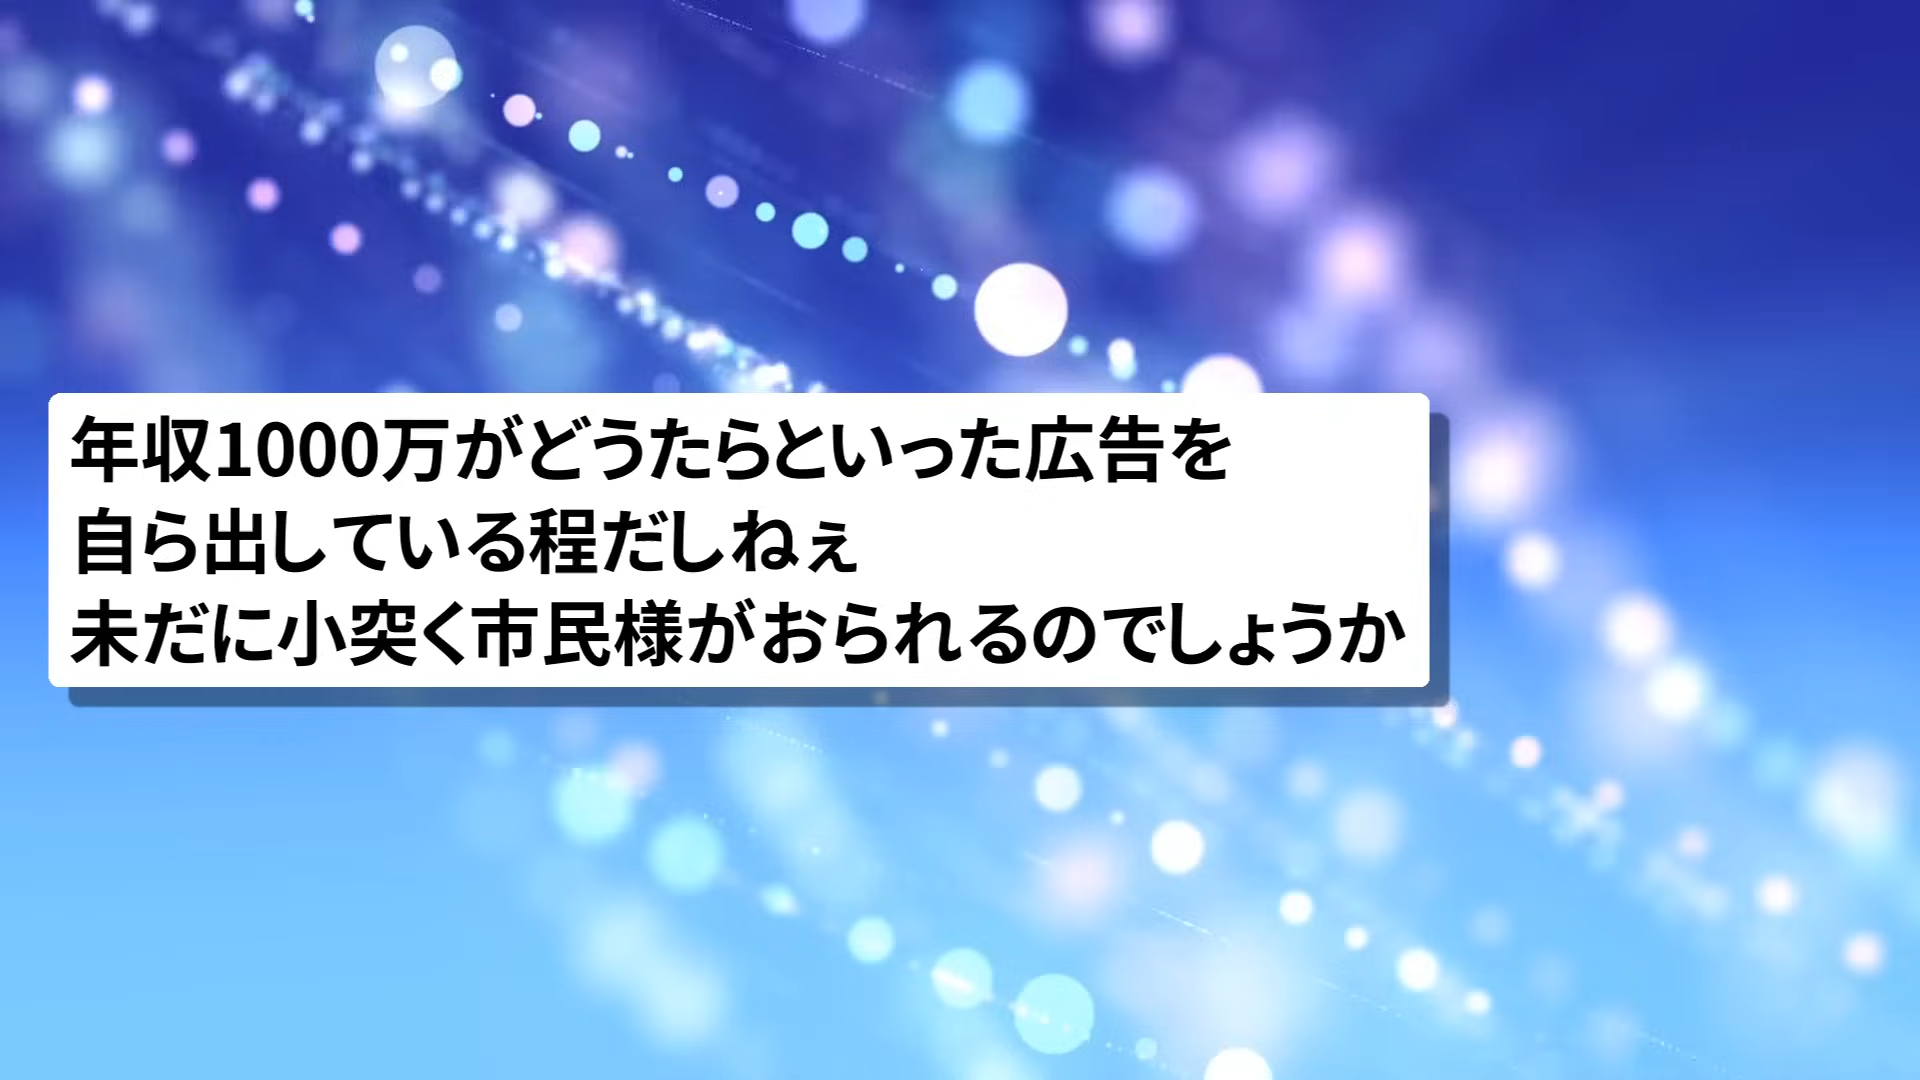 年収1000万がどうたらといった広告を
自ら出している程だしねぇ
未だに小突く市民様がおられるのでしょうか